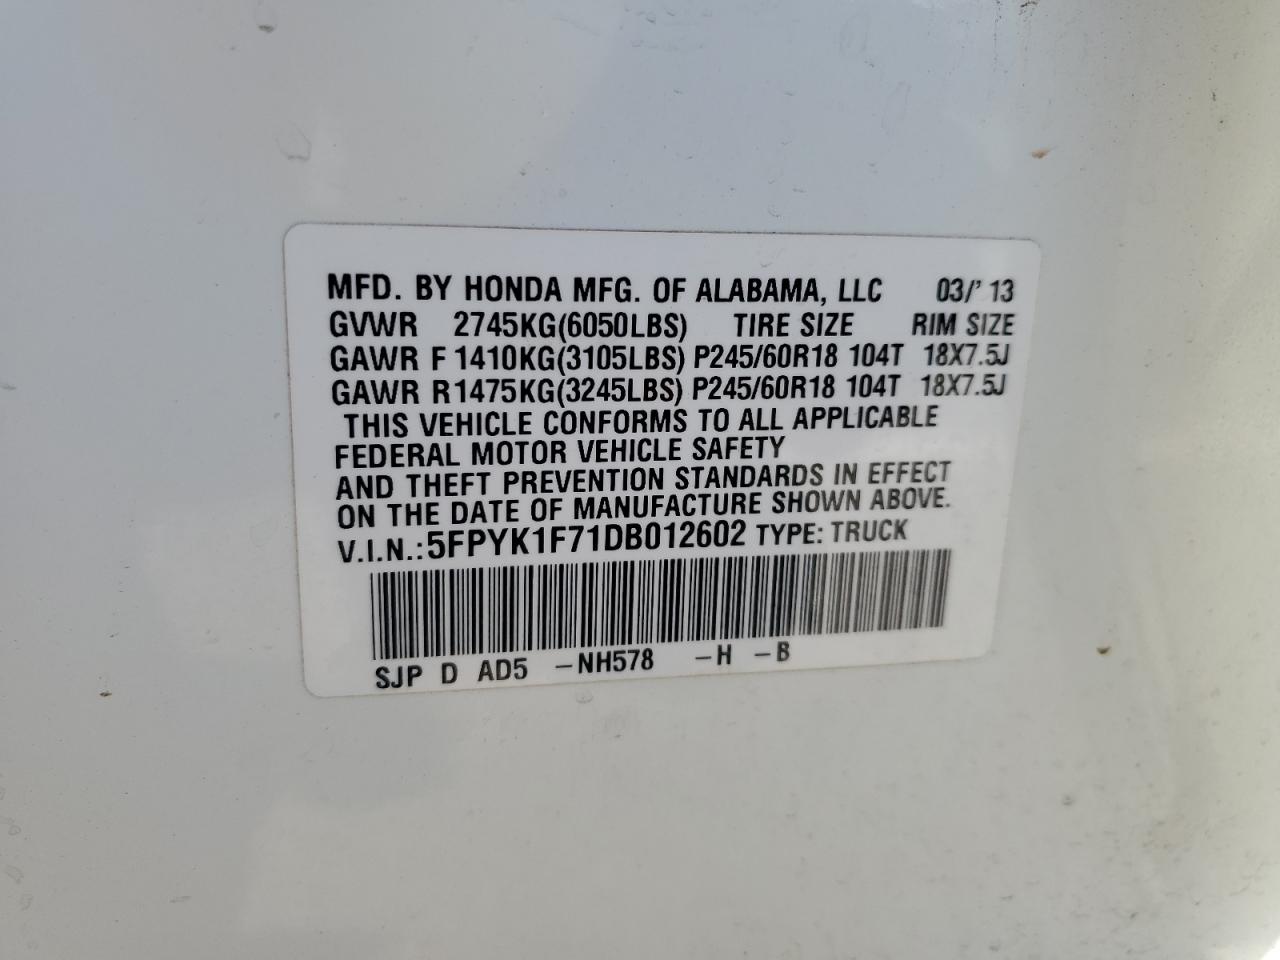 MFD. BY HONDA MFG. OF ALABAMA, LLC 03/'13
GVWR 2745KG(6050LBS) TIRE SIZE RIM SIZE
GAWR F 1410KG(3105LBS) P245/60R18 104T 18X7.5J
GAWR R1475KG(3245LBS) P245/60R18 104T 18X7.5J
THIS VEHICLE CONFORMS TO ALL APPLICABLE
FEDERAL MOTOR VEHICLE SAFETY
AND THEFT PREVENTION STANDARDS IN EFFECT
ON THE DATE OF MANUFACTURE SHOWN ABOVE.
V.I.N.: 5FPYK1F71DB012602 TYPE: TRUCK
SJP D AD5 -NH578 -H -B